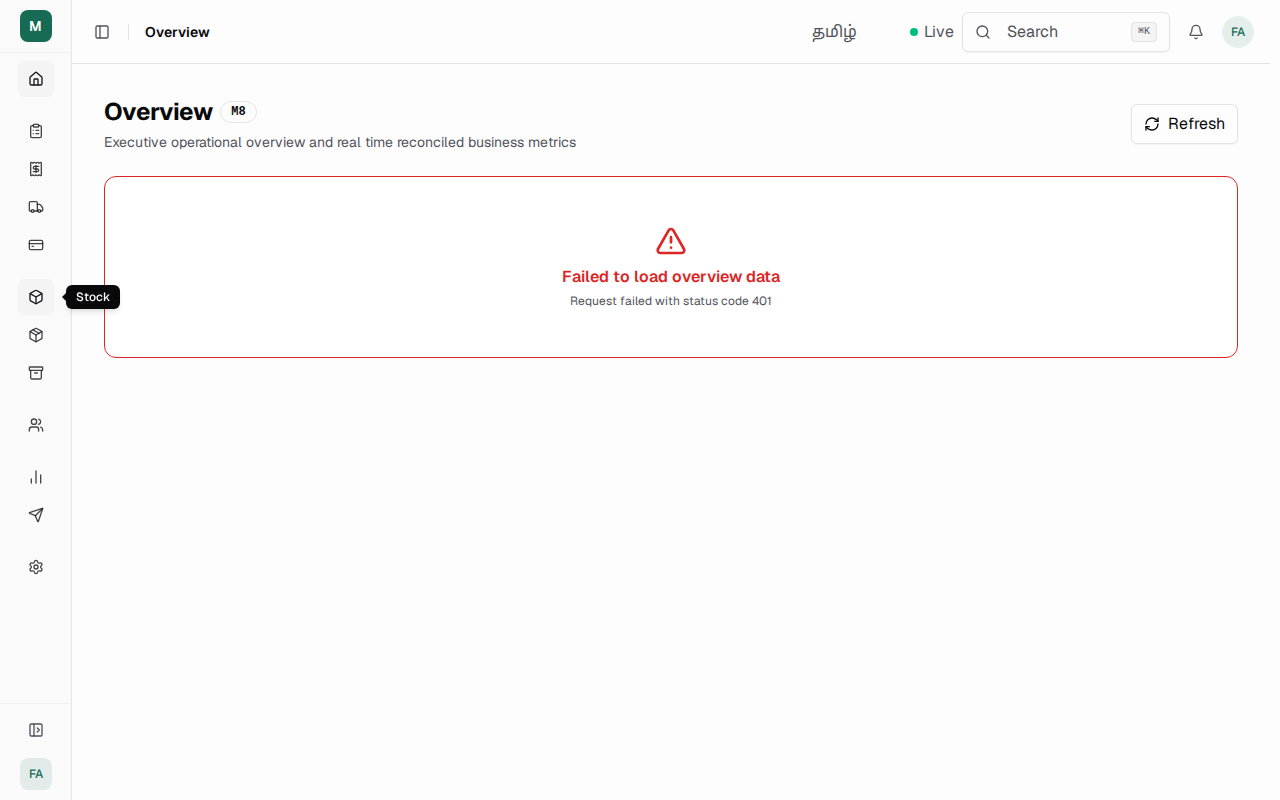 M
Overview
தமிழ்
Live
Search
⌘K
FA
Overview
M8
Executive operational overview and real time reconciled business metrics
Refresh
Failed to load overview data
Request failed with status code 401
Stock
FA